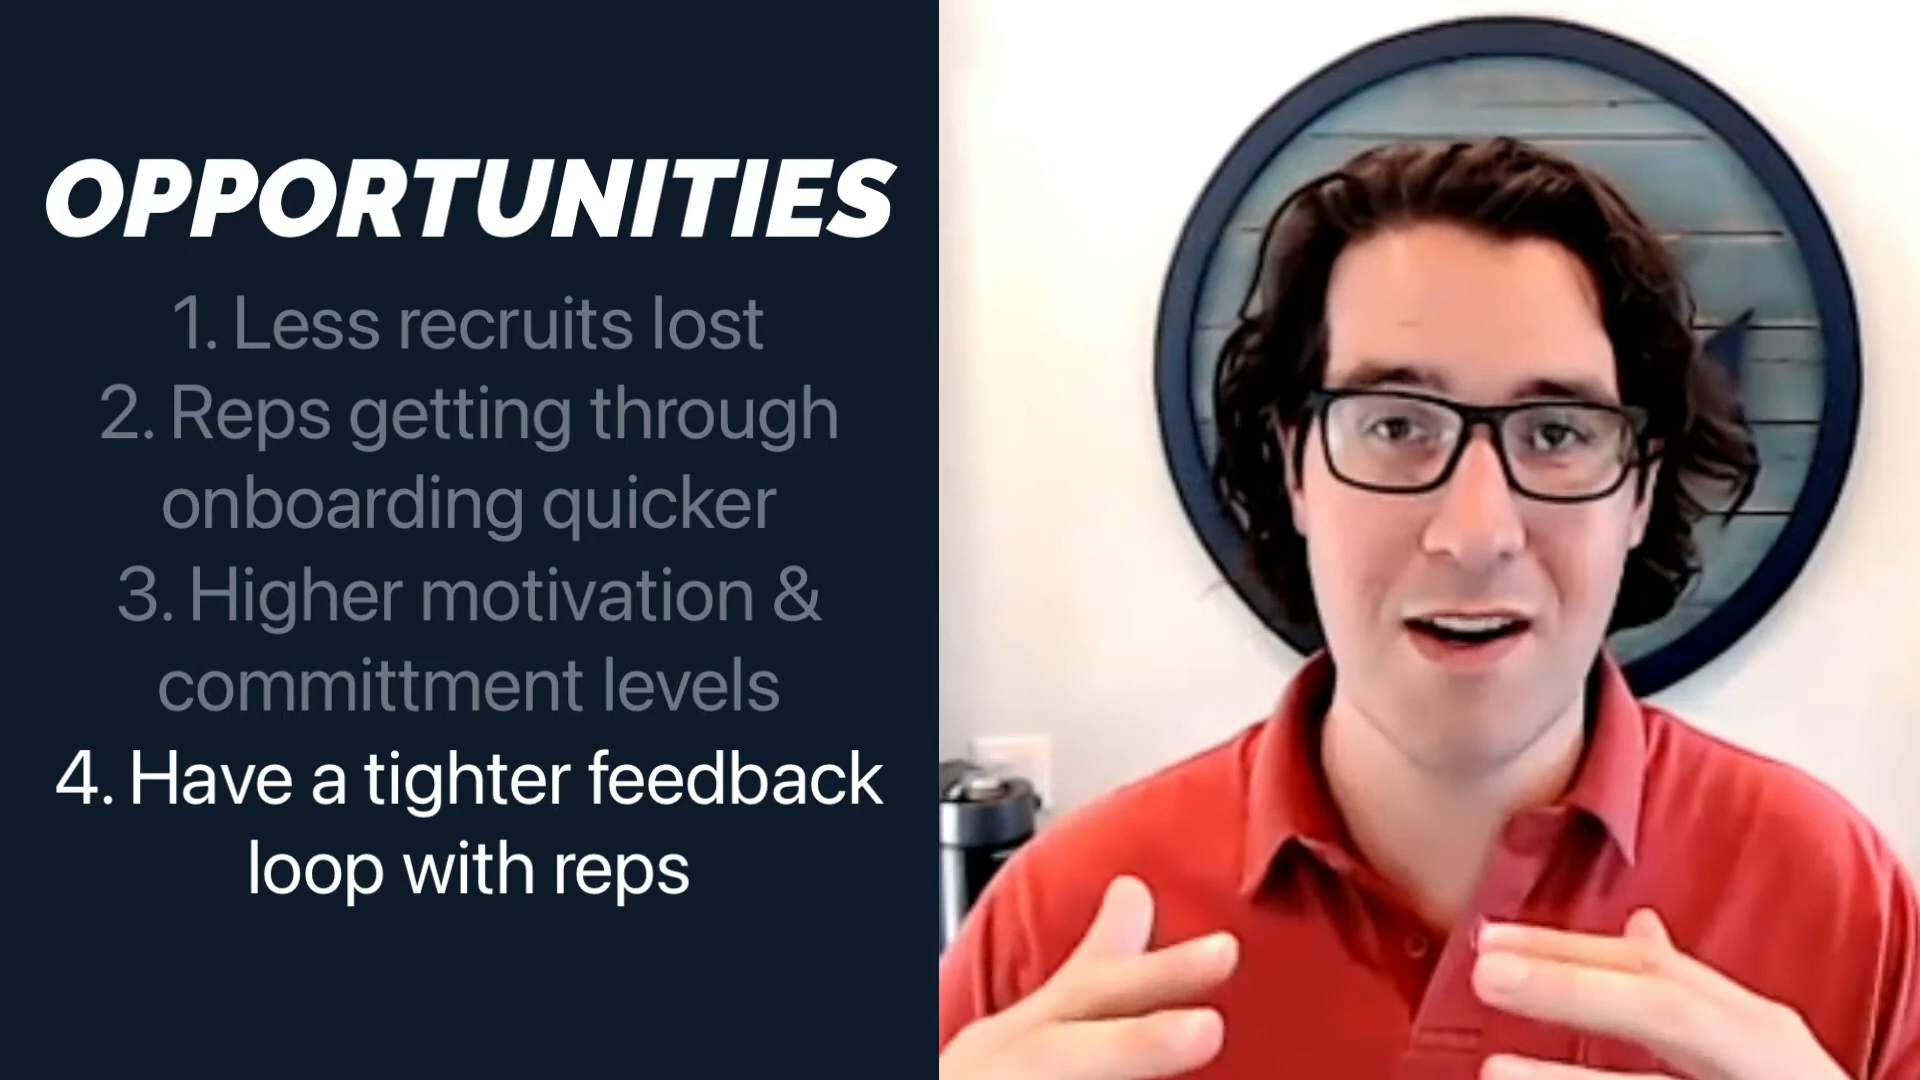 OPPORTUNITIES
1. Less recruits lost
2. Reps getting through
onboarding quicker
3. Higher motivation &
committment levels
4. Have a tighter feedback
loop with reps